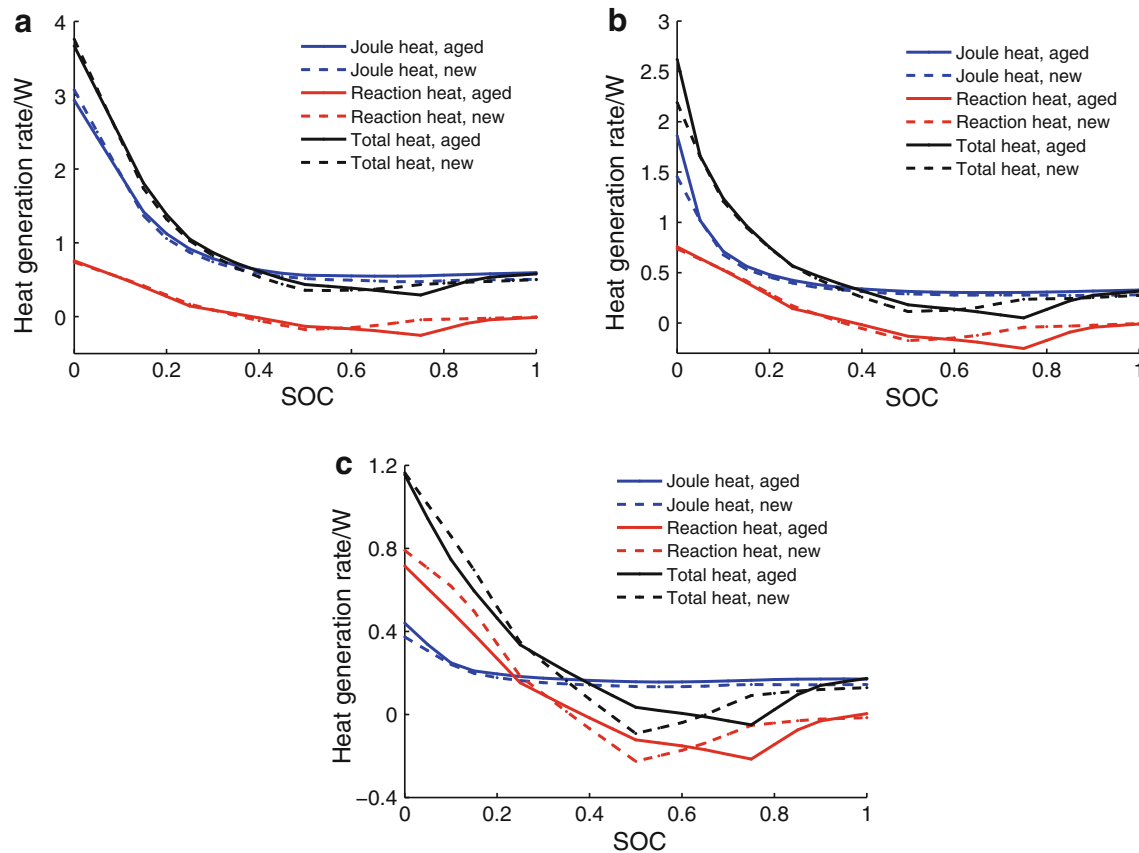 a
4
3
2
1
0
Heat generation rate/W
0
0.2
0.4
0.6
0.8
1
SOC
Joule heat, aged
Joule heat, new
Reaction heat, aged
Reaction heat, new
Total heat, aged
Total heat, new
b
3
2.5
2
1.5
1
0.5
0
Heat generation rate/W
0
0.2
0.4
0.6
0.8
1
SOC
Joule heat, aged
Joule heat, new
Reaction heat, aged
Reaction heat, new
Total heat, aged
Total heat, new
c
1.2
0.8
0.4
0
−0.4
Heat generation rate/W
0
0.2
0.4
0.6
0.8
1
SOC
Joule heat, aged
Joule heat, new
Reaction heat, aged
Reaction heat, new
Total heat, aged
Total heat, new